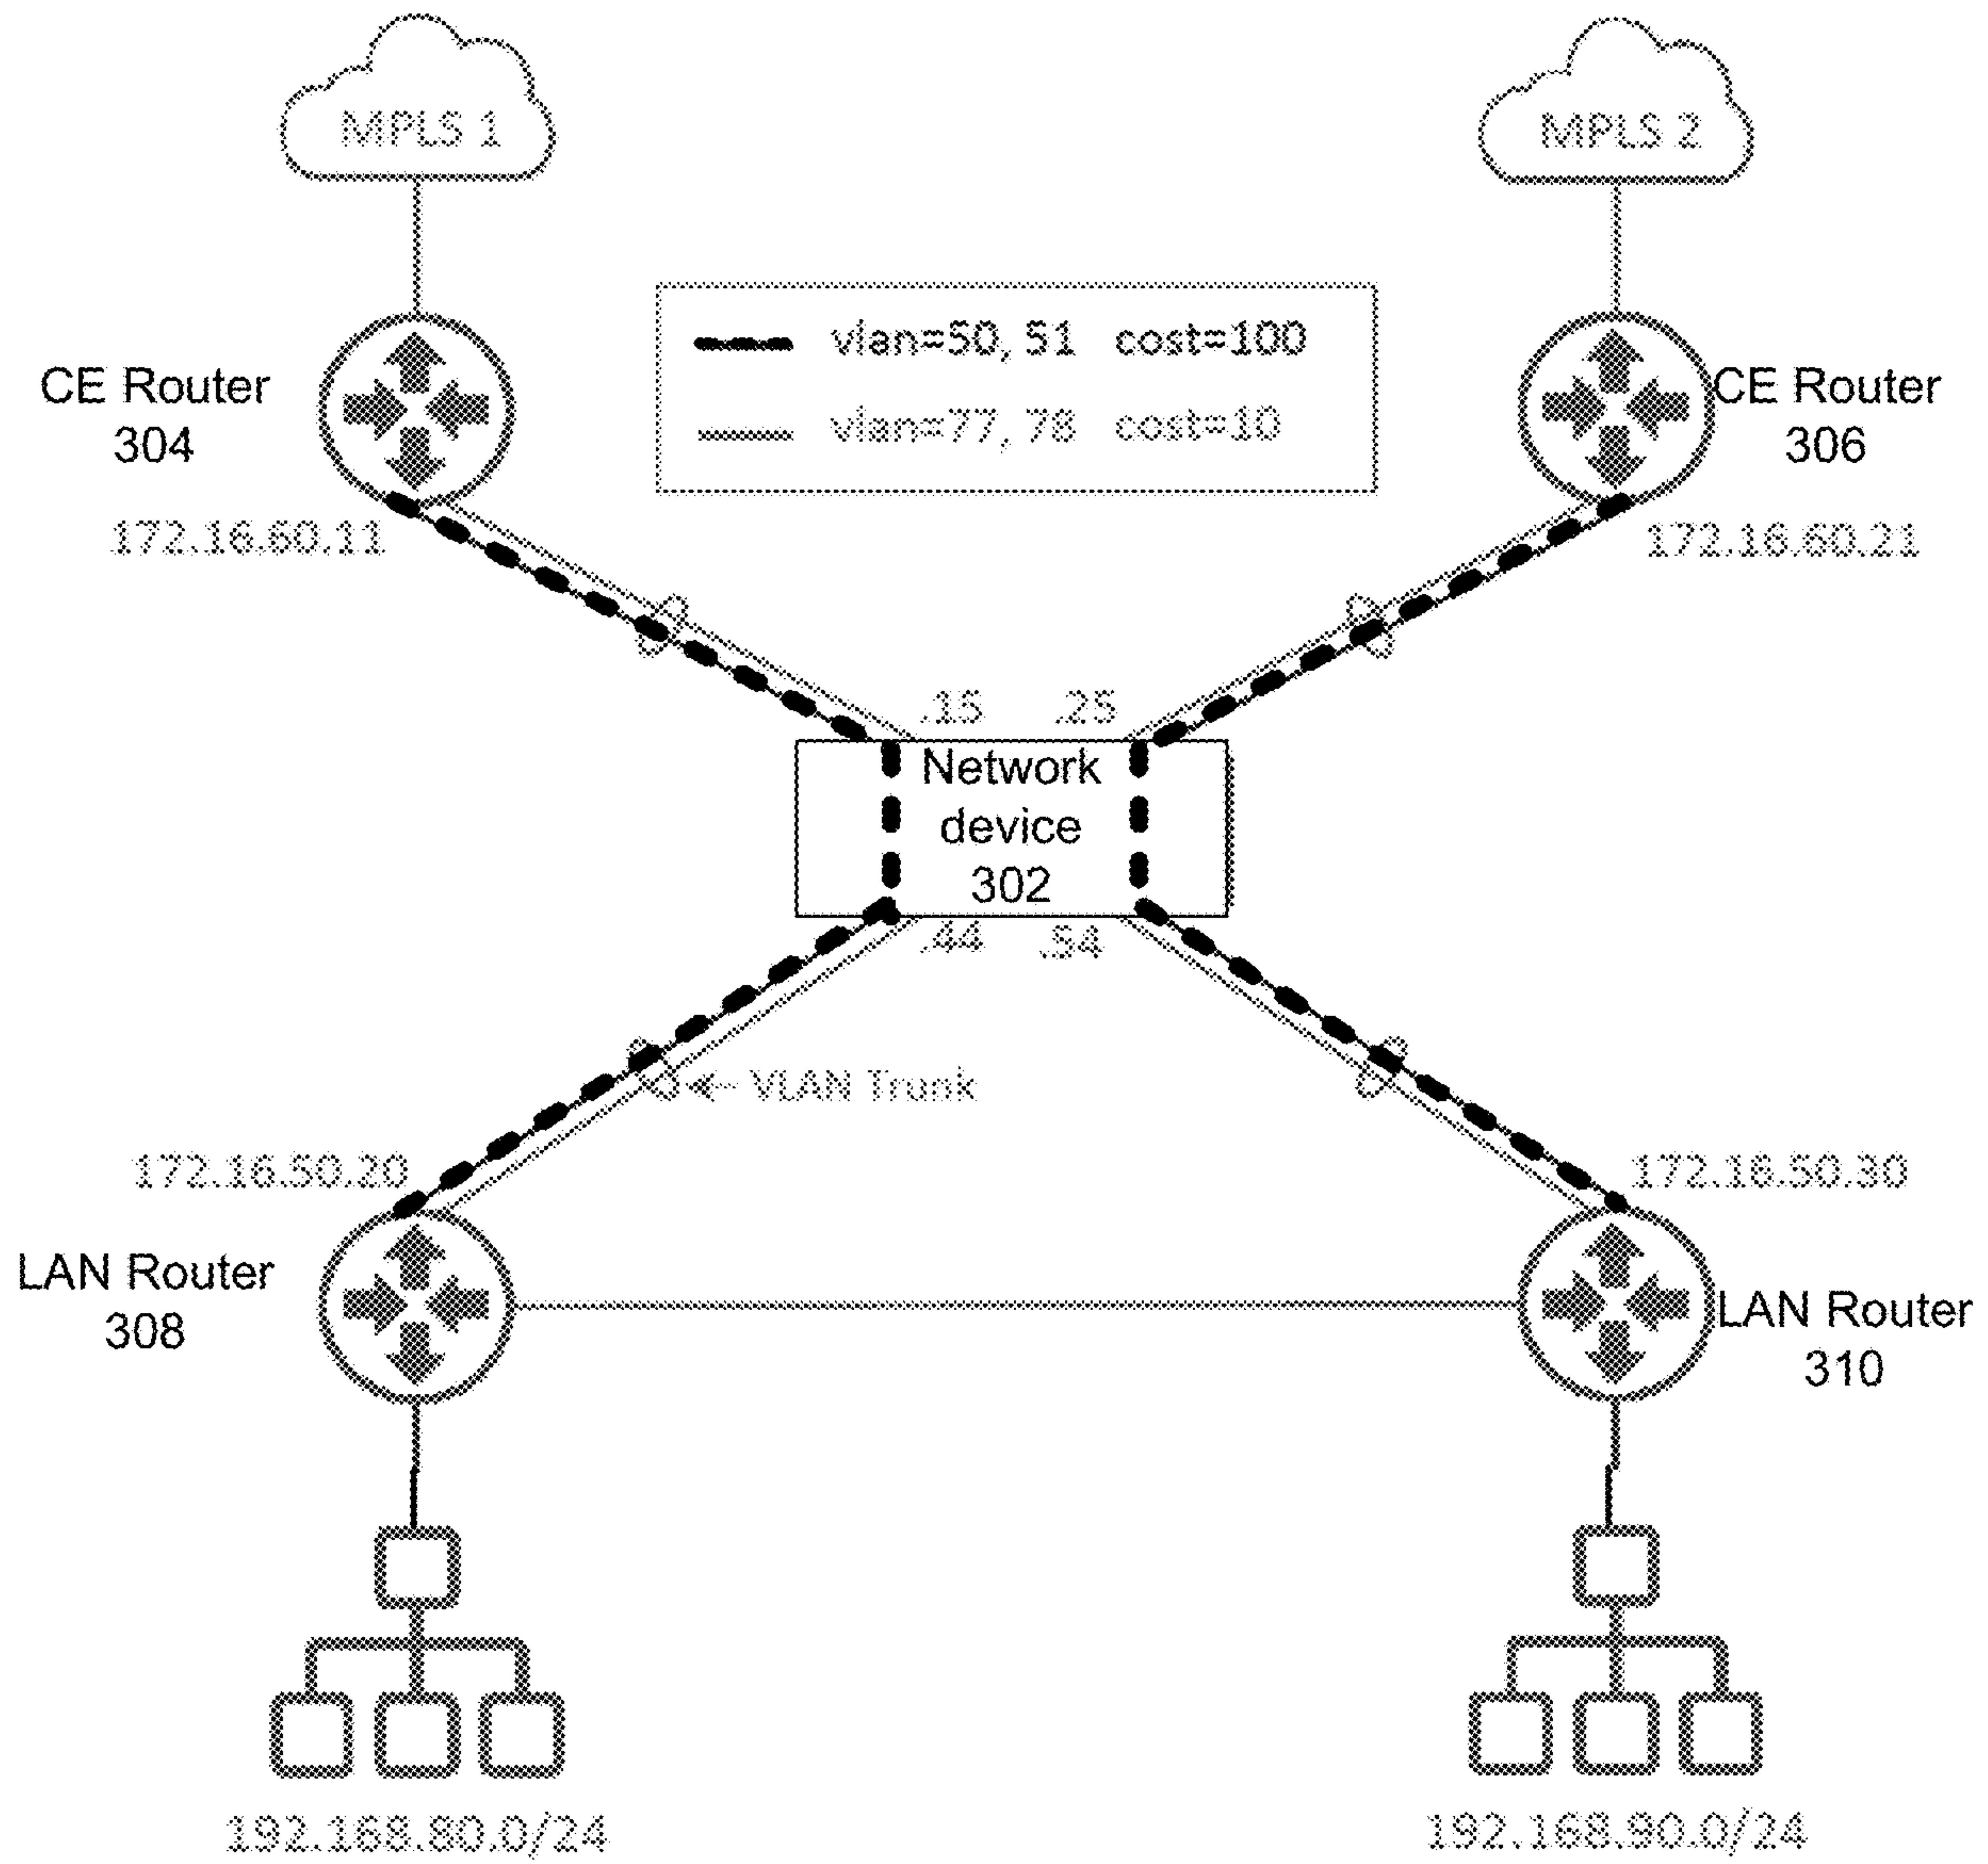 MPLS 1
MPLS 2
vlan=50, 51 cost=100
vlan=77, 78 cost=10
CE Router
304
CE Router
306
172.16.60.11
172.16.60.21
.15 .25
Network
device
302
.44 .54
VLAN Trunk
172.16.50.20
172.16.50.30
LAN Router
308
LAN Router
310
192.168.80.0/24
192.168.90.0/24